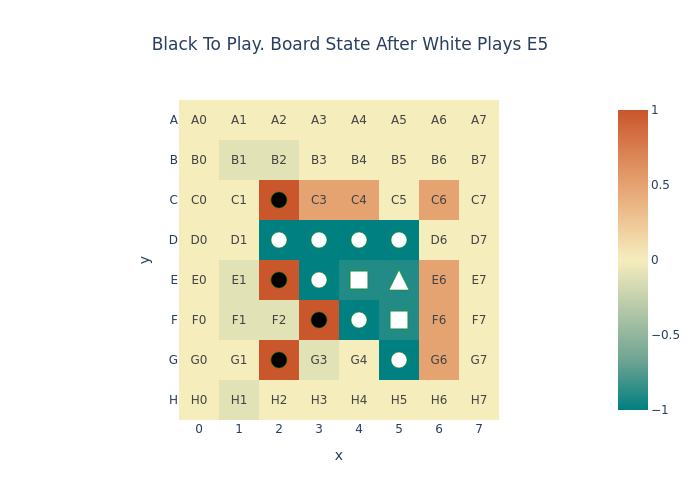 Black To Play. Board State After White Plays E5
A A0 A1 A2 A3 A4 A5 A6 A7
B B0 B1 B2 B3 B4 B5 B6 B7
C C0 C1 C3 C4 C5 C6 C7
D D0 D1 D6 D7
E E0 E1 E6 E7
F F0 F1 F2 F6 F7
G G0 G1 G3 G4 G6 G7
H H0 H1 H2 H3 H4 H5 H6 H7
0 1 2 3 4 5 6 7
x
y
1
0.5
0
−0.5
−1